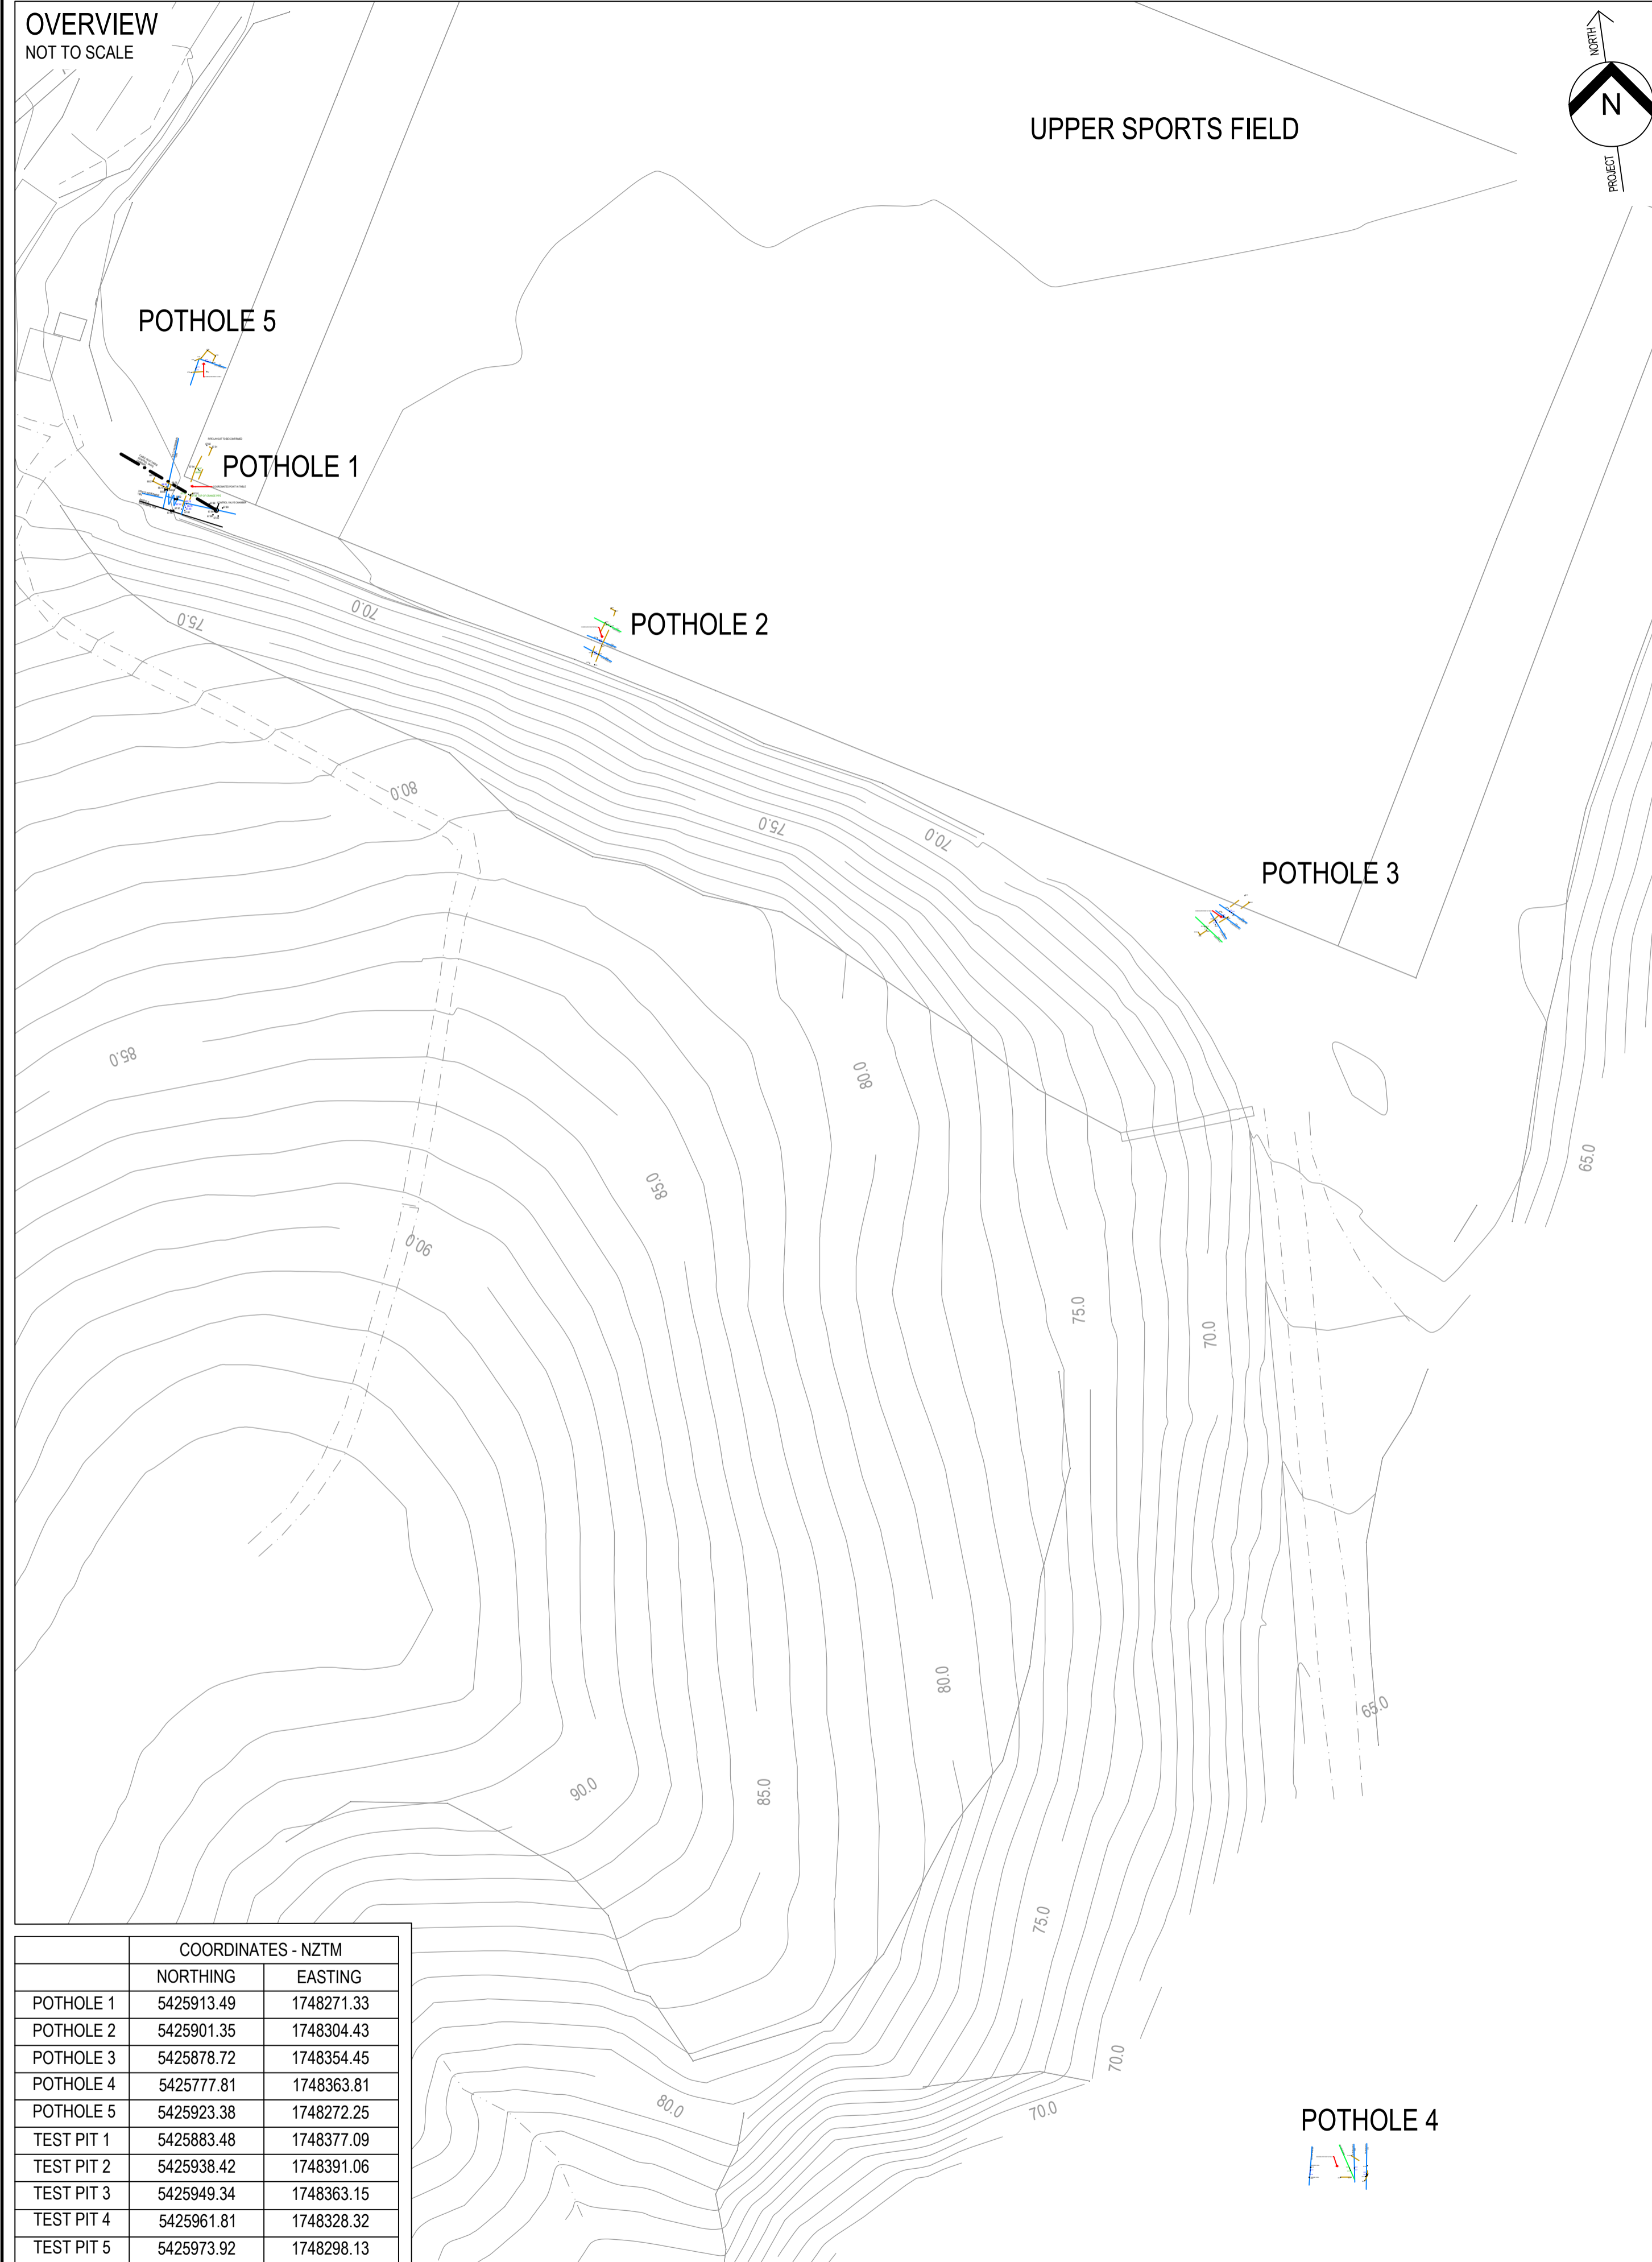 OVERVIEW
NOT TO SCALE
NORTH
N
PROJECT
UPPER SPORTS FIELD
POTHOLE 5
POTHOLE 1
POTHOLE 2
70.0
75.0
80.0
75.0
70.0
POTHOLE 3
85.0
80.0
65.0
85.0
90.0
75.0
70.0
80.0
65.0
90.0
85.0
75.0
70.0
80.0
70.0
POTHOLE 4
COORDINATES - NZTM
NORTHING EASTING
POTHOLE 1 5425913.49 1748271.33
POTHOLE 2 5425901.35 1748304.43
POTHOLE 3 5425878.72 1748354.45
POTHOLE 4 5425777.81 1748363.81
POTHOLE 5 5425923.38 1748272.25
TEST PIT 1 5425883.48 1748377.09
TEST PIT 2 5425938.42 1748391.06
TEST PIT 3 5425949.34 1748363.15
TEST PIT 4 5425961.81 1748328.32
TEST PIT 5 5425973.92 1748298.13